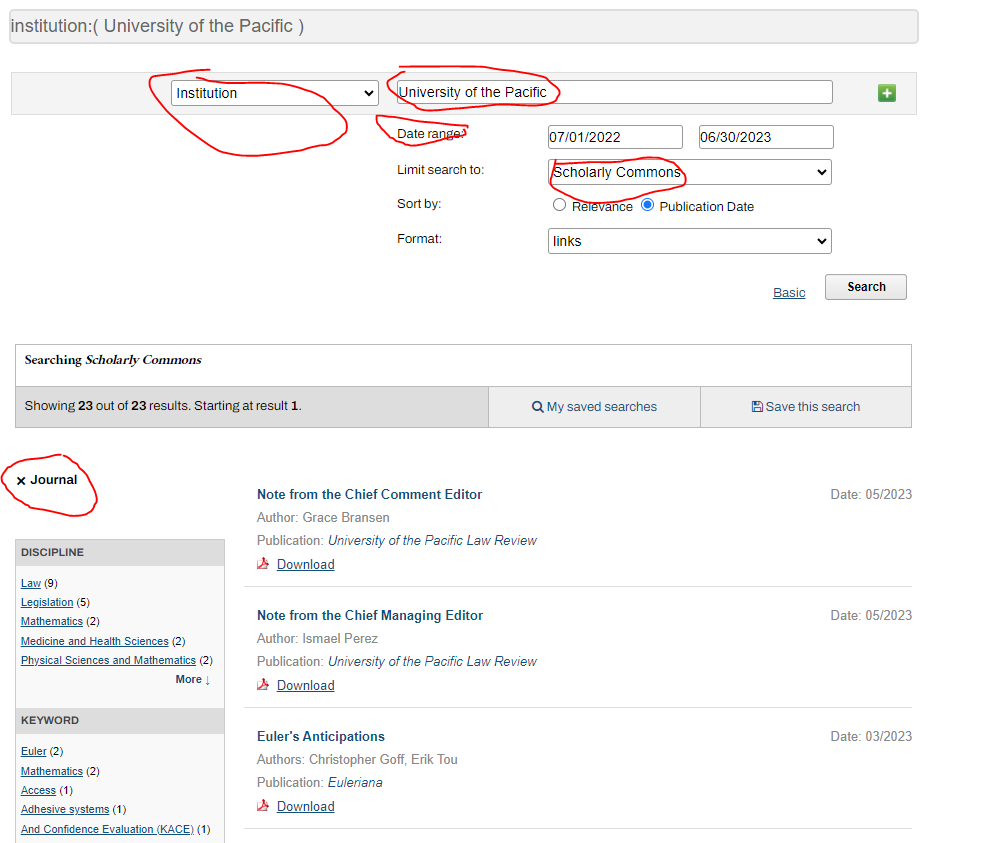 institution:( University of the Pacific )
Institution University of the Pacific
Date range: 07/01/2022 06/30/2023
Limit search to: Scholarly Commons
Sort by: Relevance Publication Date
Format: links
Basic Search
Searching Scholarly Commons
Showing 23 out of 23 results. Starting at result 1. My saved searches Save this search
× Journal
DISCIPLINE
Law (9)
Legislation (5)
Mathematics (2)
Medicine and Health Sciences (2)
Physical Sciences and Mathematics (2)
More ↓
KEYWORD
Euler (2)
Mathematics (2)
Access (1)
Adhesive systems (1)
And Confidence Evaluation (KACE) (1)
Note from the Chief Comment Editor Date: 05/2023
Author: Grace Bransen
Publication: University of the Pacific Law Review
Download
Note from the Chief Managing Editor Date: 05/2023
Author: Ismael Perez
Publication: University of the Pacific Law Review
Download
Euler's Anticipations Date: 03/2023
Authors: Christopher Goff, Erik Tou
Publication: Euleriana
Download